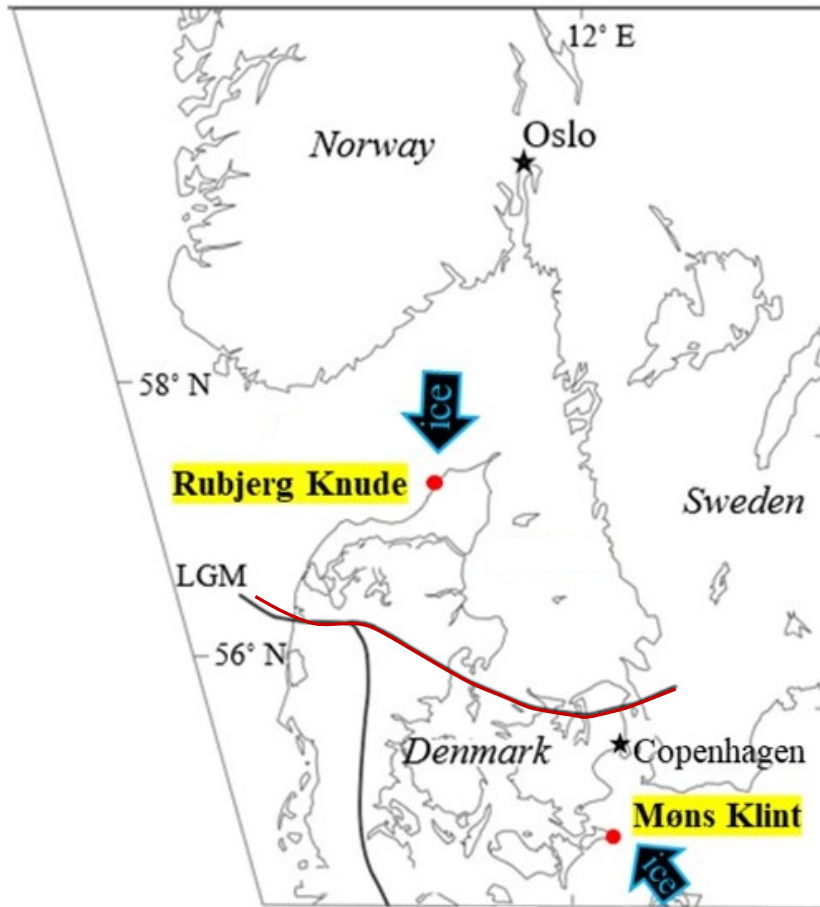 12° E
Norway
Oslo
58° N
ice
Rubjerg Knude
Sweden
LGM
56° N
Denmark
Copenhagen
Møns Klint
ice